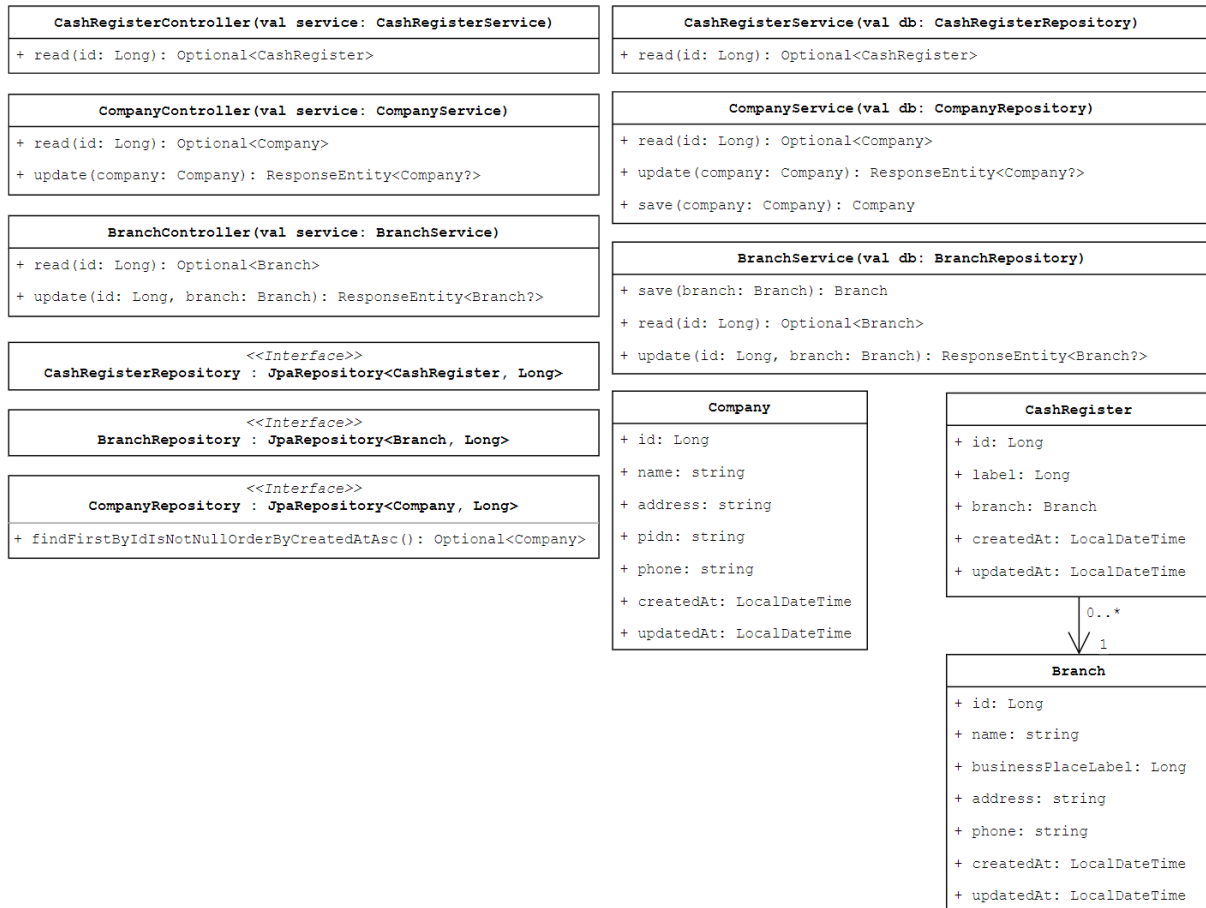 CashRegisterController(val service: CashRegisterService)
+ read(id: Long): Optional<CashRegister>
CompanyController(val service: CompanyService)
+ read(id: Long): Optional<Company>
+ update(company: Company): ResponseEntity<Company?>
BranchController(val service: BranchService)
+ read(id: Long): Optional<Branch>
+ update(id: Long, branch: Branch): ResponseEntity<Branch?>
<<Interface>>
CashRegisterRepository : JpaRepository<CashRegister, Long>
<<Interface>>
BranchRepository : JpaRepository<Branch, Long>
<<Interface>>
CompanyRepository : JpaRepository<Company, Long>
+ findFirstByIdIsNotNullOrderByCreatedAtAsc(): Optional<Company>
CashRegisterService(val db: CashRegisterRepository)
+ read(id: Long): Optional<CashRegister>
CompanyService(val db: CompanyRepository)
+ read(id: Long): Optional<Company>
+ update(company: Company): ResponseEntity<Company?>
+ save(company: Company): Company
BranchService(val db: BranchRepository)
+ save(branch: Branch): Branch
+ read(id: Long): Optional<Branch>
+ update(id: Long, branch: Branch): ResponseEntity<Branch?>
Company
+ id: Long
+ name: string
+ address: string
+ pidn: string
+ phone: string
+ createdAt: LocalDateTime
+ updatedAt: LocalDateTime
CashRegister
+ id: Long
+ label: Long
+ branch: Branch
+ createdAt: LocalDateTime
+ updatedAt: LocalDateTime
0..*
1
Branch
+ id: Long
+ name: string
+ businessPlaceLabel: Long
+ address: string
+ phone: string
+ createdAt: LocalDateTime
+ updatedAt: LocalDateTime